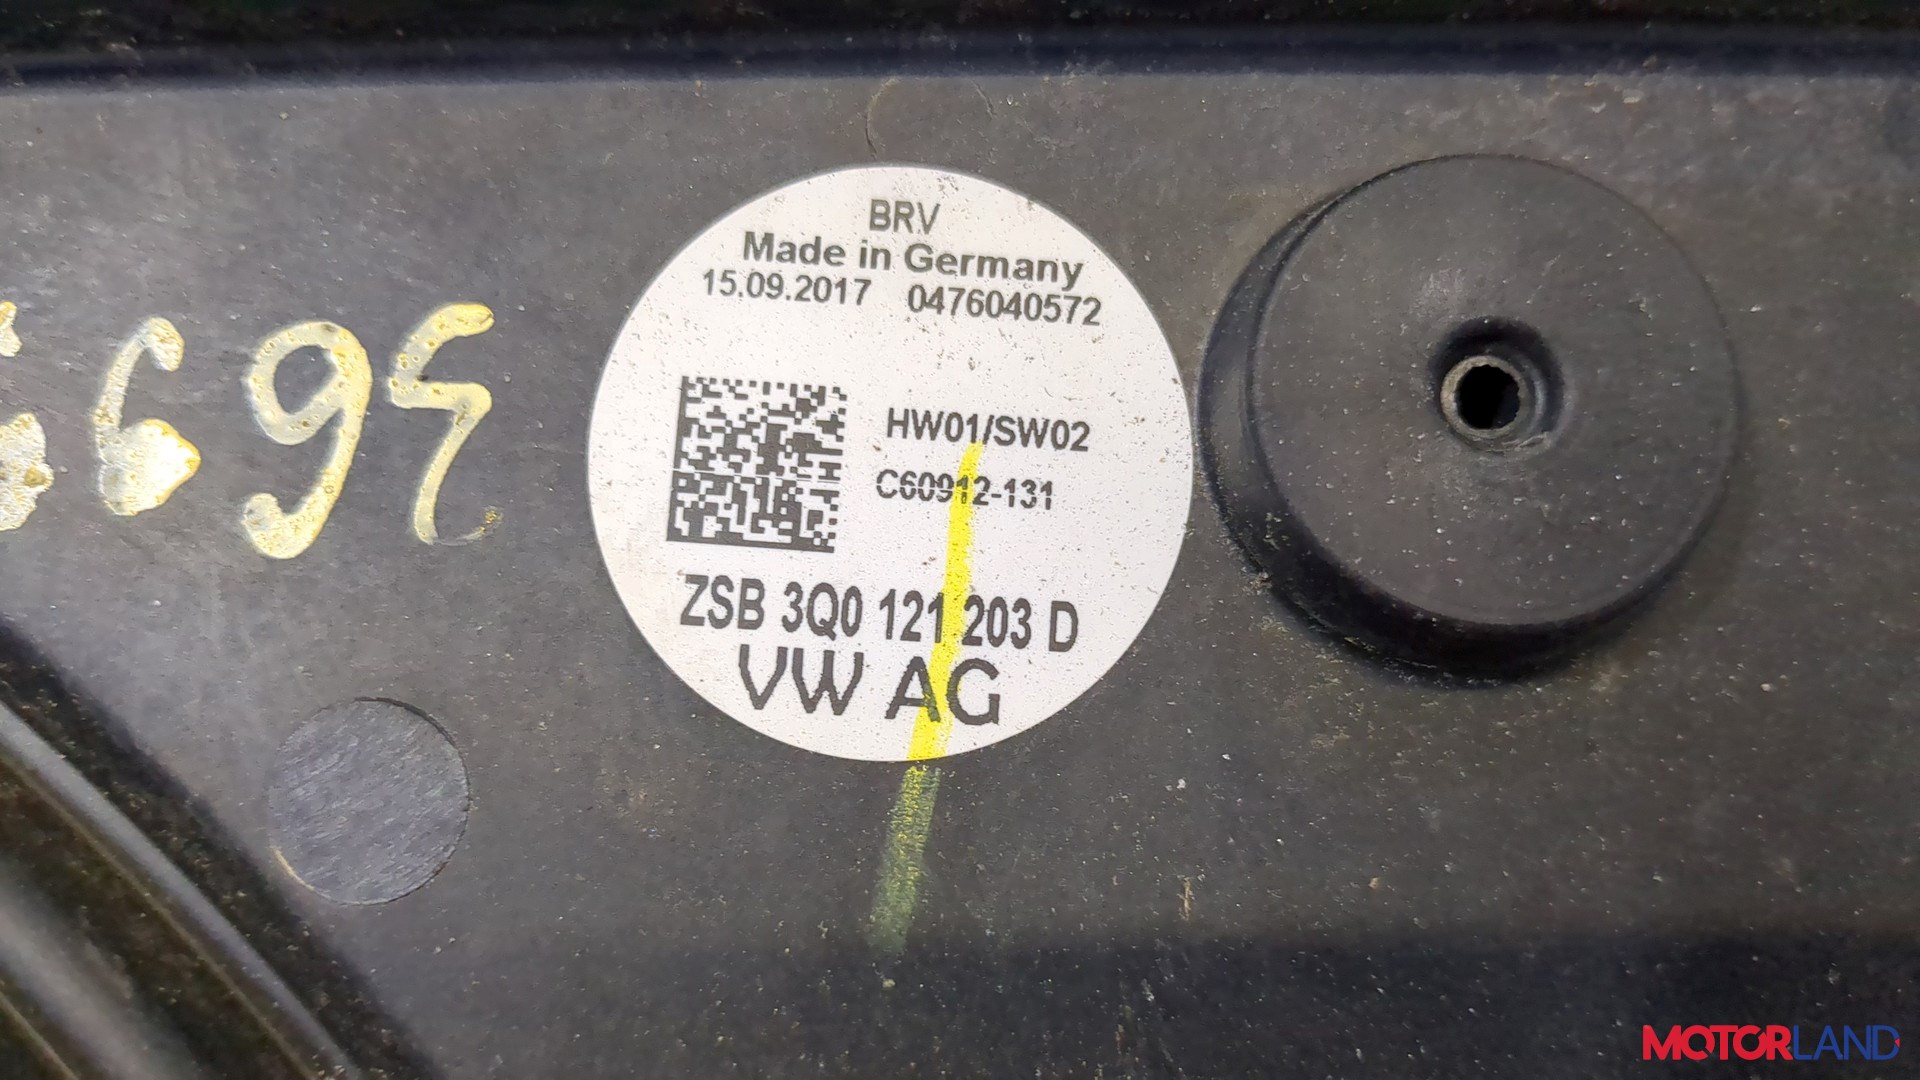 BRV
Made in Germany
15.09.2017 0476040572
HW01/SW02
C60912-131
ZSB 3Q0 121 203 D
VW AG
MOTORLAND